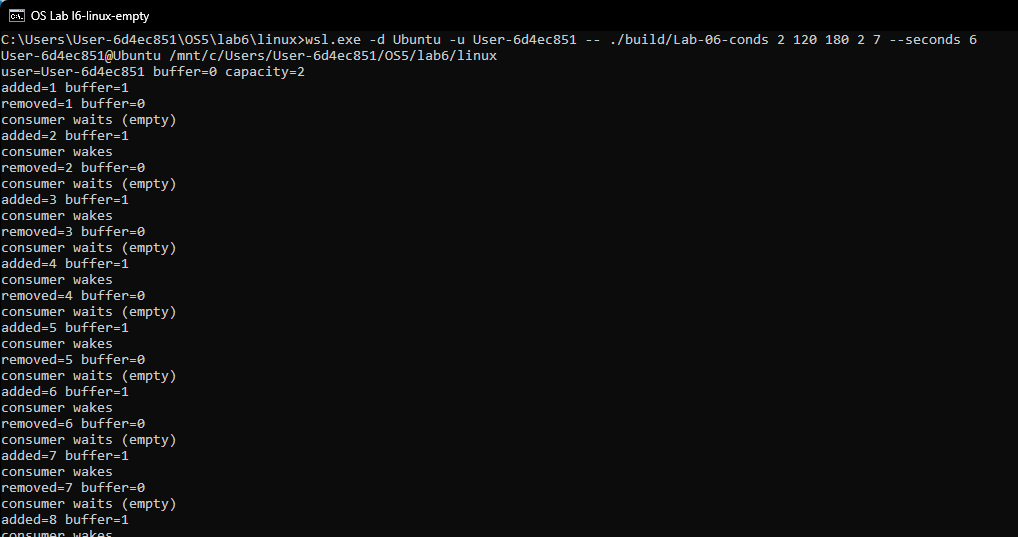 OS Lab l6-linux-empty
C:\Users\User-6d4ec851\OS5\lab6\linux>wsl.exe -d Ubuntu -u User-6d4ec851 -- ./build/Lab-06-conds 2 120 180 2 7 --seconds 6
User-6d4ec851@Ubuntu /mnt/c/Users/User-6d4ec851/OS5/lab6/linux
user=User-6d4ec851 buffer=0 capacity=2
added=1 buffer=1
removed=1 buffer=0
consumer waits (empty)
added=2 buffer=1
consumer wakes
removed=2 buffer=0
consumer waits (empty)
added=3 buffer=1
consumer wakes
removed=3 buffer=0
consumer waits (empty)
added=4 buffer=1
consumer wakes
removed=4 buffer=0
consumer waits (empty)
added=5 buffer=1
consumer wakes
removed=5 buffer=0
consumer waits (empty)
added=6 buffer=1
consumer wakes
removed=6 buffer=0
consumer waits (empty)
added=7 buffer=1
consumer wakes
removed=7 buffer=0
consumer waits (empty)
added=8 buffer=1
consumer wakes